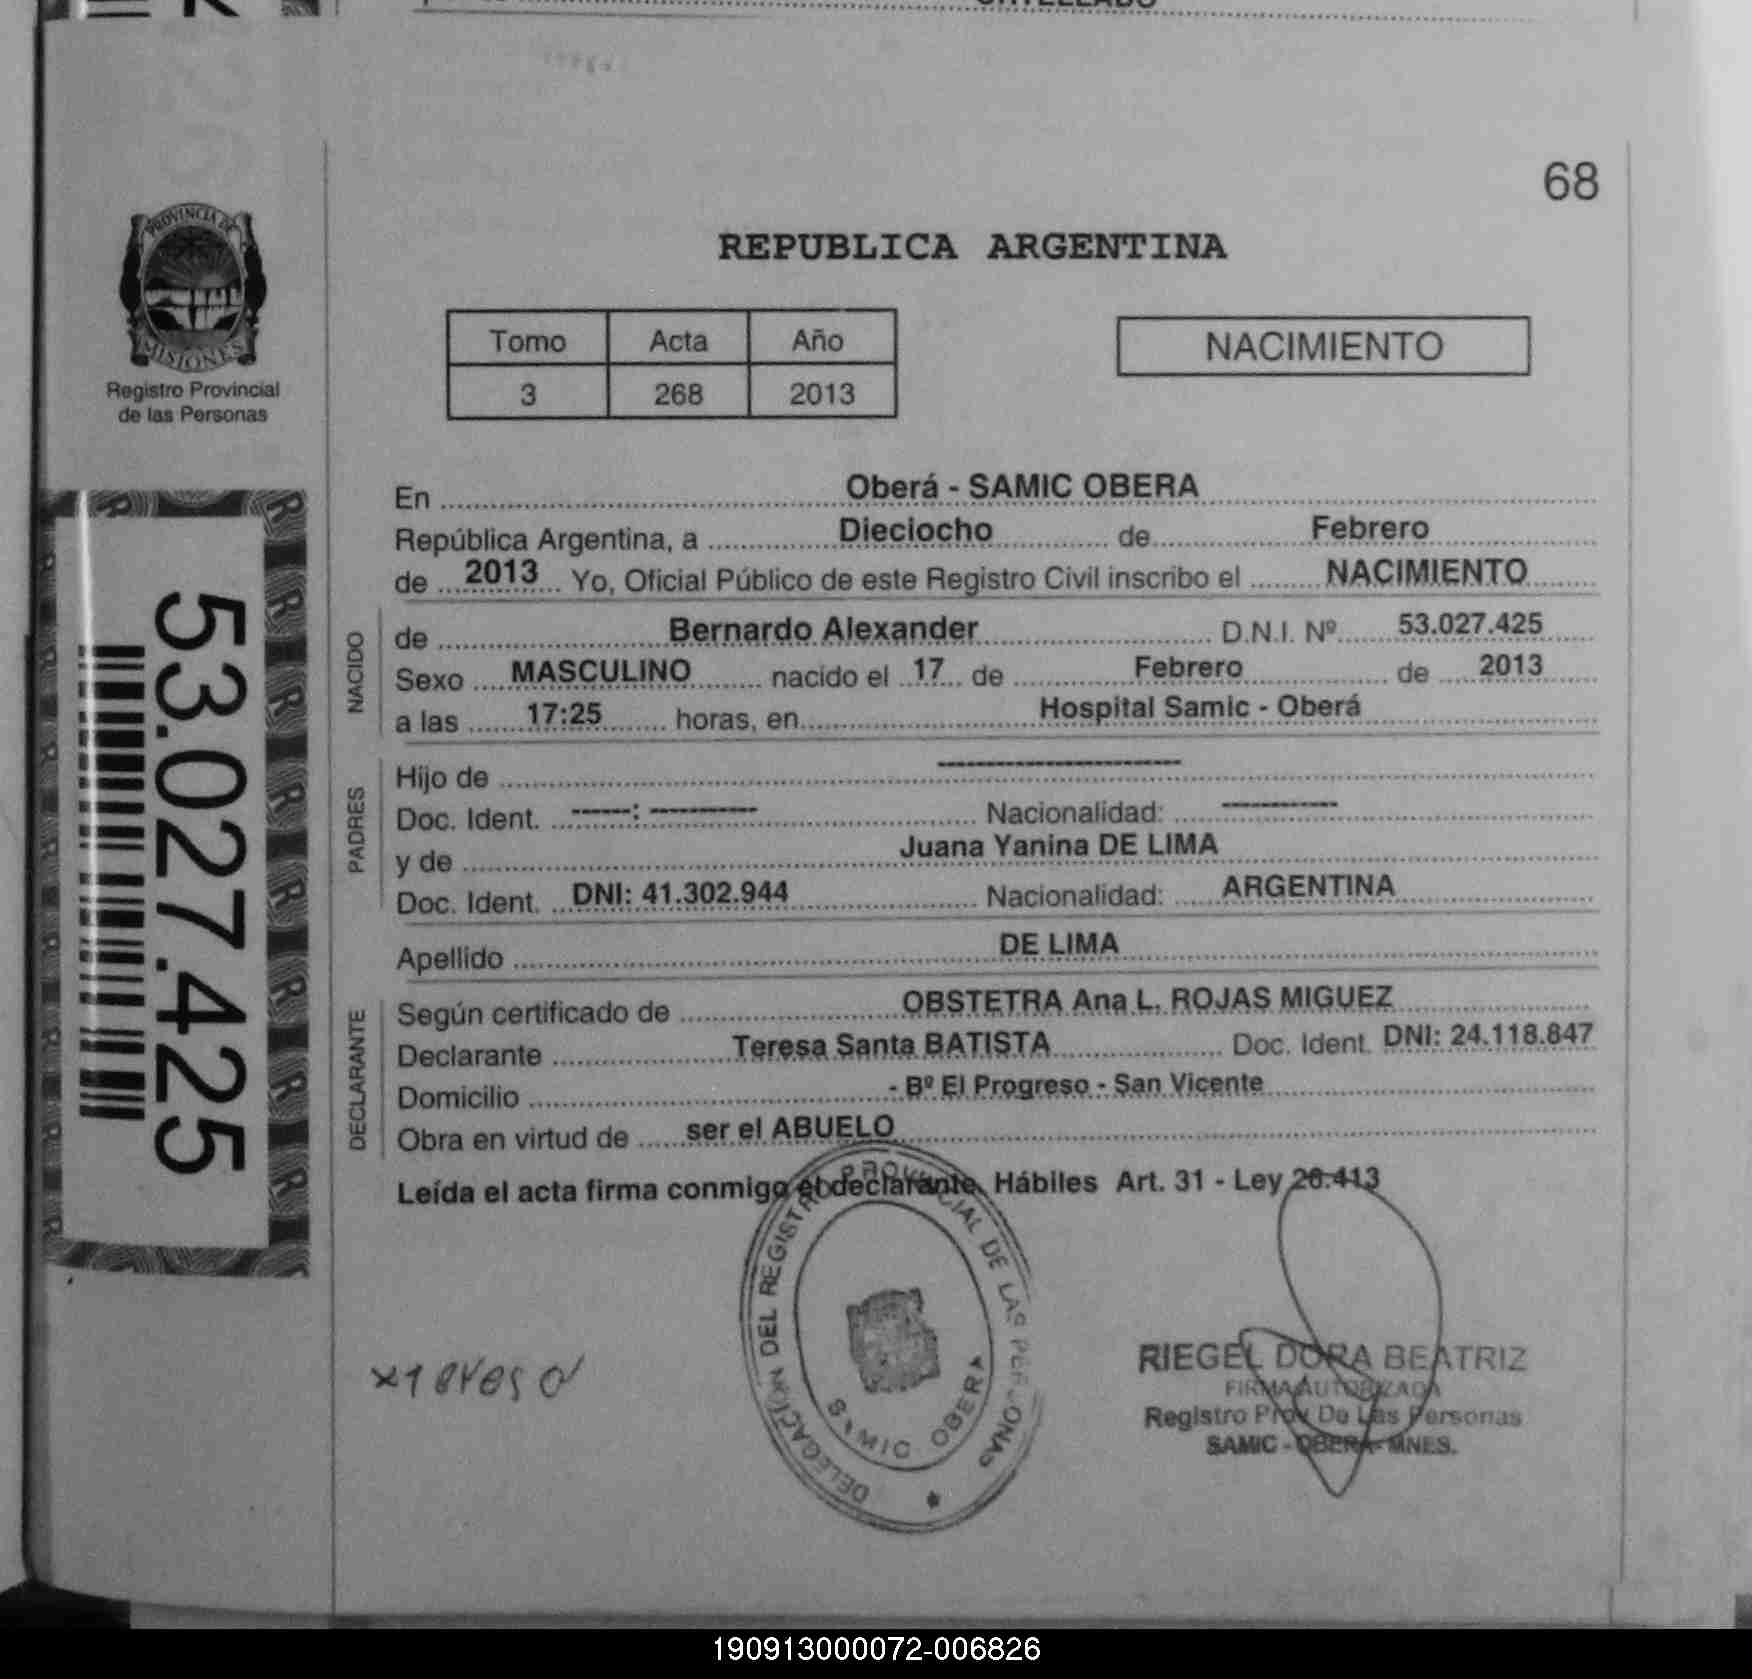 68
PROVINCIA DE
MISIONES
Registro Provincial
de las Personas
REPUBLICA ARGENTINA
Tomo Acta Año
3 268 2013
NACIMIENTO
53.027.425
En Oberá - SAMIC OBERA
República Argentina, a Dieciocho de Febrero
de 2013 Yo, Oficial Público de este Registro Civil inscribo el NACIMIENTO
NACIDO
de Bernardo Alexander D.N.I. Nº 53.027.425
Sexo MASCULINO nacido el 17 de Febrero de 2013
a las 17:25 horas, en Hospital Samic - Oberá
PADRES
Hijo de --------------------
Doc. Ident. ------: ----------- Nacionalidad: -----------
y de Juana Yanina DE LIMA
Doc. Ident. DNI: 41.302.944 Nacionalidad: ARGENTINA
Apellido DE LIMA
DECLARANTE
Según certificado de OBSTETRA Ana L. ROJAS MIGUEZ
Declarante Teresa Santa BATISTA Doc. Ident. DNI: 24.118.847
Domicilio - Bº El Progreso - San Vicente
Obra en virtud de ser el ABUELO
Leída el acta firma conmigo el declarante, Hábiles Art. 31 - Ley 26.413
DELEGACIÓN DEL REGISTRO PROVINCIAL DE LAS PERSONAS
SAMIC OBERA
RIEGEL DORA BEATRIZ
FIRMA AUTORIZADA
Registro Prov De Las Personas
SAMIC - OBERA - MNES.
190913000072-006826